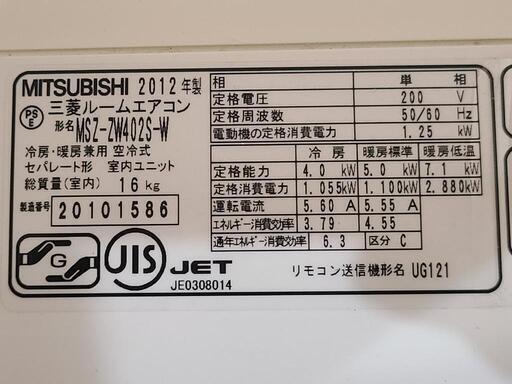 MITSUBISHI 2012年製
PS E
三菱ルームエアコン
形名 MSZ-ZW402S-W
冷房・暖房兼用 空冷式
セパレート形 室内ユニット
総質量(室内) 16kg
製造番号 20101586
G
JIS
JET
JE0308014
相 単 相
定格電圧 200 V
定格周波数 50/60 Hz
電動機の定格消費電力 1.25 kW
冷 房 暖房標準 暖房低温
定格能力 4.0 kW 5.0 kW 7.1 kW
定格消費電力 1.055kW 1.100kW 2.880kW
運転電流 5.60 A 5.55 A
エネルギー消費効率 3.79 4.55
通年エネルギー消費効率 6.3 区分 C
リモコン送信機形名 UG121